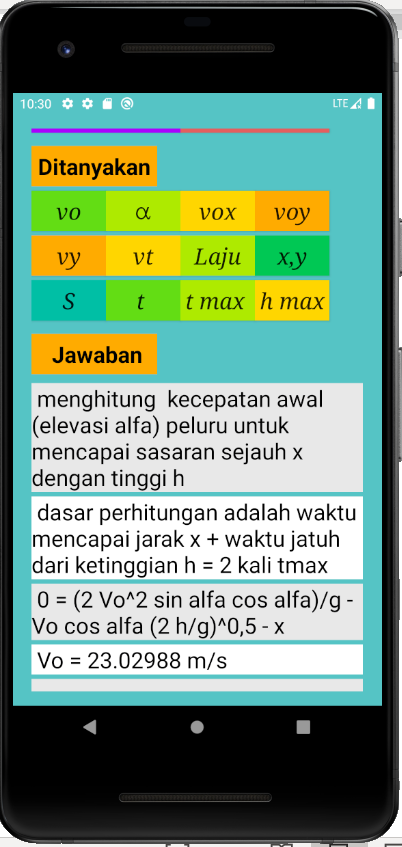 10:30 LTE
Ditanyakan
vo α vox voy
vy vt Laju x,y
S t t max h max
Jawaban
menghitung kecepatan awal
(elevasi alfa) peluru untuk
mencapai sasaran sejauh x
dengan tinggi h
dasar perhitungan adalah waktu
mencapai jarak x + waktu jatuh
dari ketinggian h = 2 kali tmax
0 = (2 Vo^2 sin alfa cos alfa)/g -
Vo cos alfa (2 h/g)^0,5 - x
Vo = 23.02988 m/s